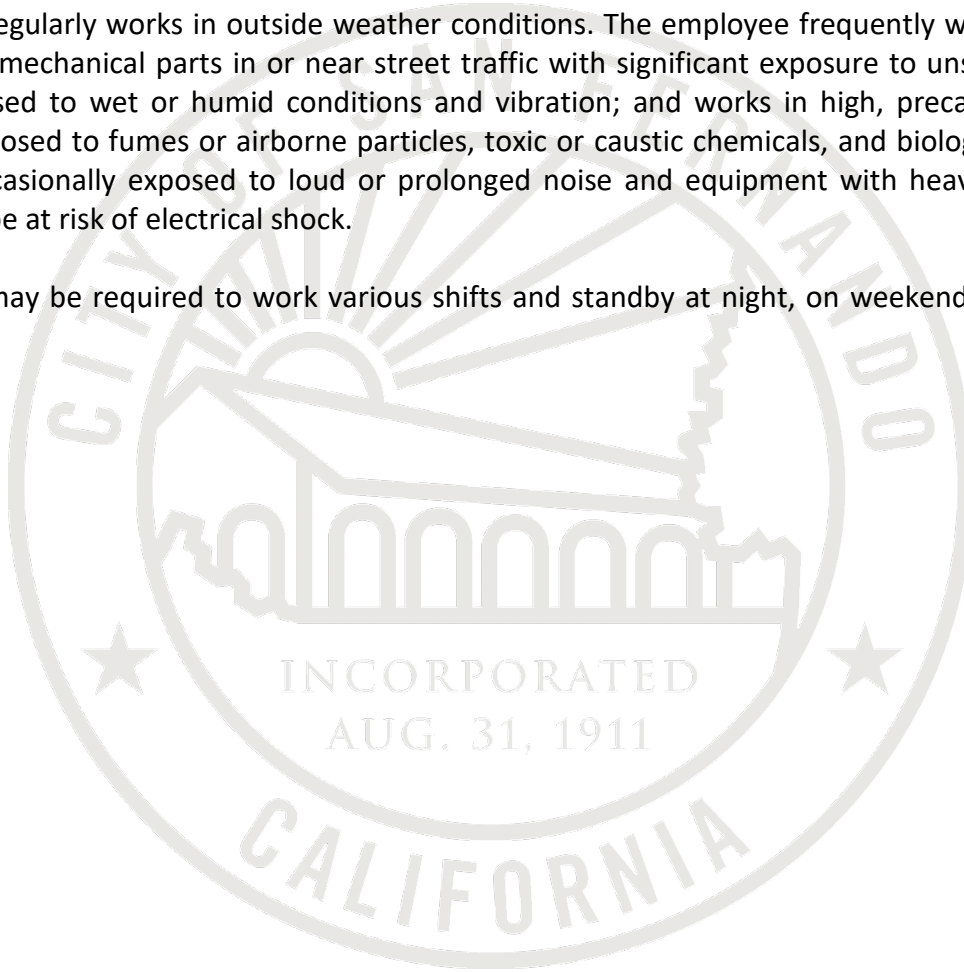 egularly works in outside weather conditions. The employee frequently w
mechanical parts in or near street traffic with significant exposure to uns
sed to wet or humid conditions and vibration; and works in high, preca
posed to fumes or airborne particles, toxic or caustic chemicals, and biolog
casionally exposed to loud or prolonged noise and equipment with heav
be at risk of electrical shock.
may be required to work various shifts and standby at night, on weekend
CITY OF SAN FERNANDO
INCORPORATED
AUG. 31, 1911
CALIFORNIA